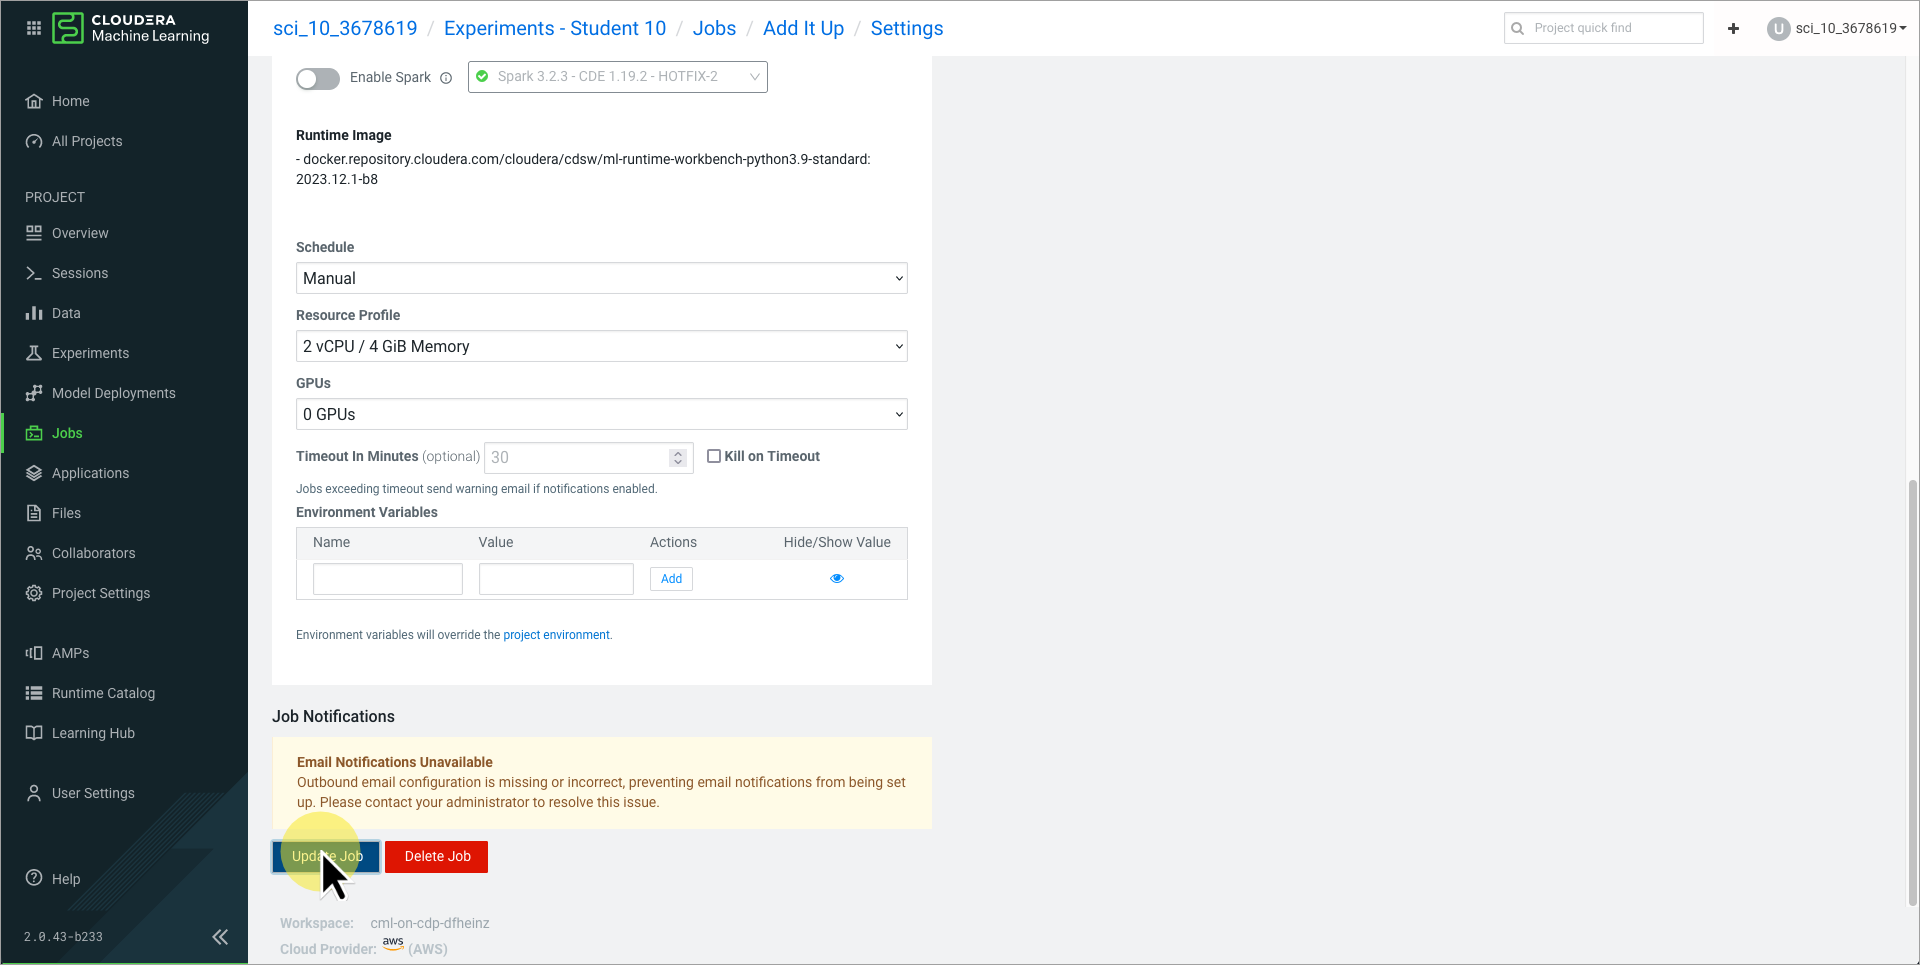 CLOUDERA
Machine Learning
sci_10_3678619 / Experiments - Student 10 / Jobs / Add It Up / Settings
Project quick find
+
U
sci_10_3678619
Home
All Projects
PROJECT
Overview
Sessions
Data
Experiments
Model Deployments
Jobs
Applications
Files
Collaborators
Project Settings
AMPs
Runtime Catalog
Learning Hub
User Settings
Help
2.0.43-b233
Enable Spark
Spark 3.2.3 - CDE 1.19.2 - HOTFIX-2
Runtime Image
- docker.repository.cloudera.com/cloudera/cdsw/ml-runtime-workbench-python3.9-standard:
2023.12.1-b8
Schedule
Manual
Resource Profile
2 vCPU / 4 GiB Memory
GPUs
0 GPUs
Timeout In Minutes (optional) 30 Kill on Timeout
Jobs exceeding timeout send warning email if notifications enabled.
Environment Variables
Name Value Actions Hide/Show Value
Add
Environment variables will override the project environment.
Job Notifications
Email Notifications Unavailable
Outbound email configuration is missing or incorrect, preventing email notifications from being set
up. Please contact your administrator to resolve this issue.
Update Job Delete Job
Workspace: cml-on-cdp-dfheinz
Cloud Provider: aws (AWS)